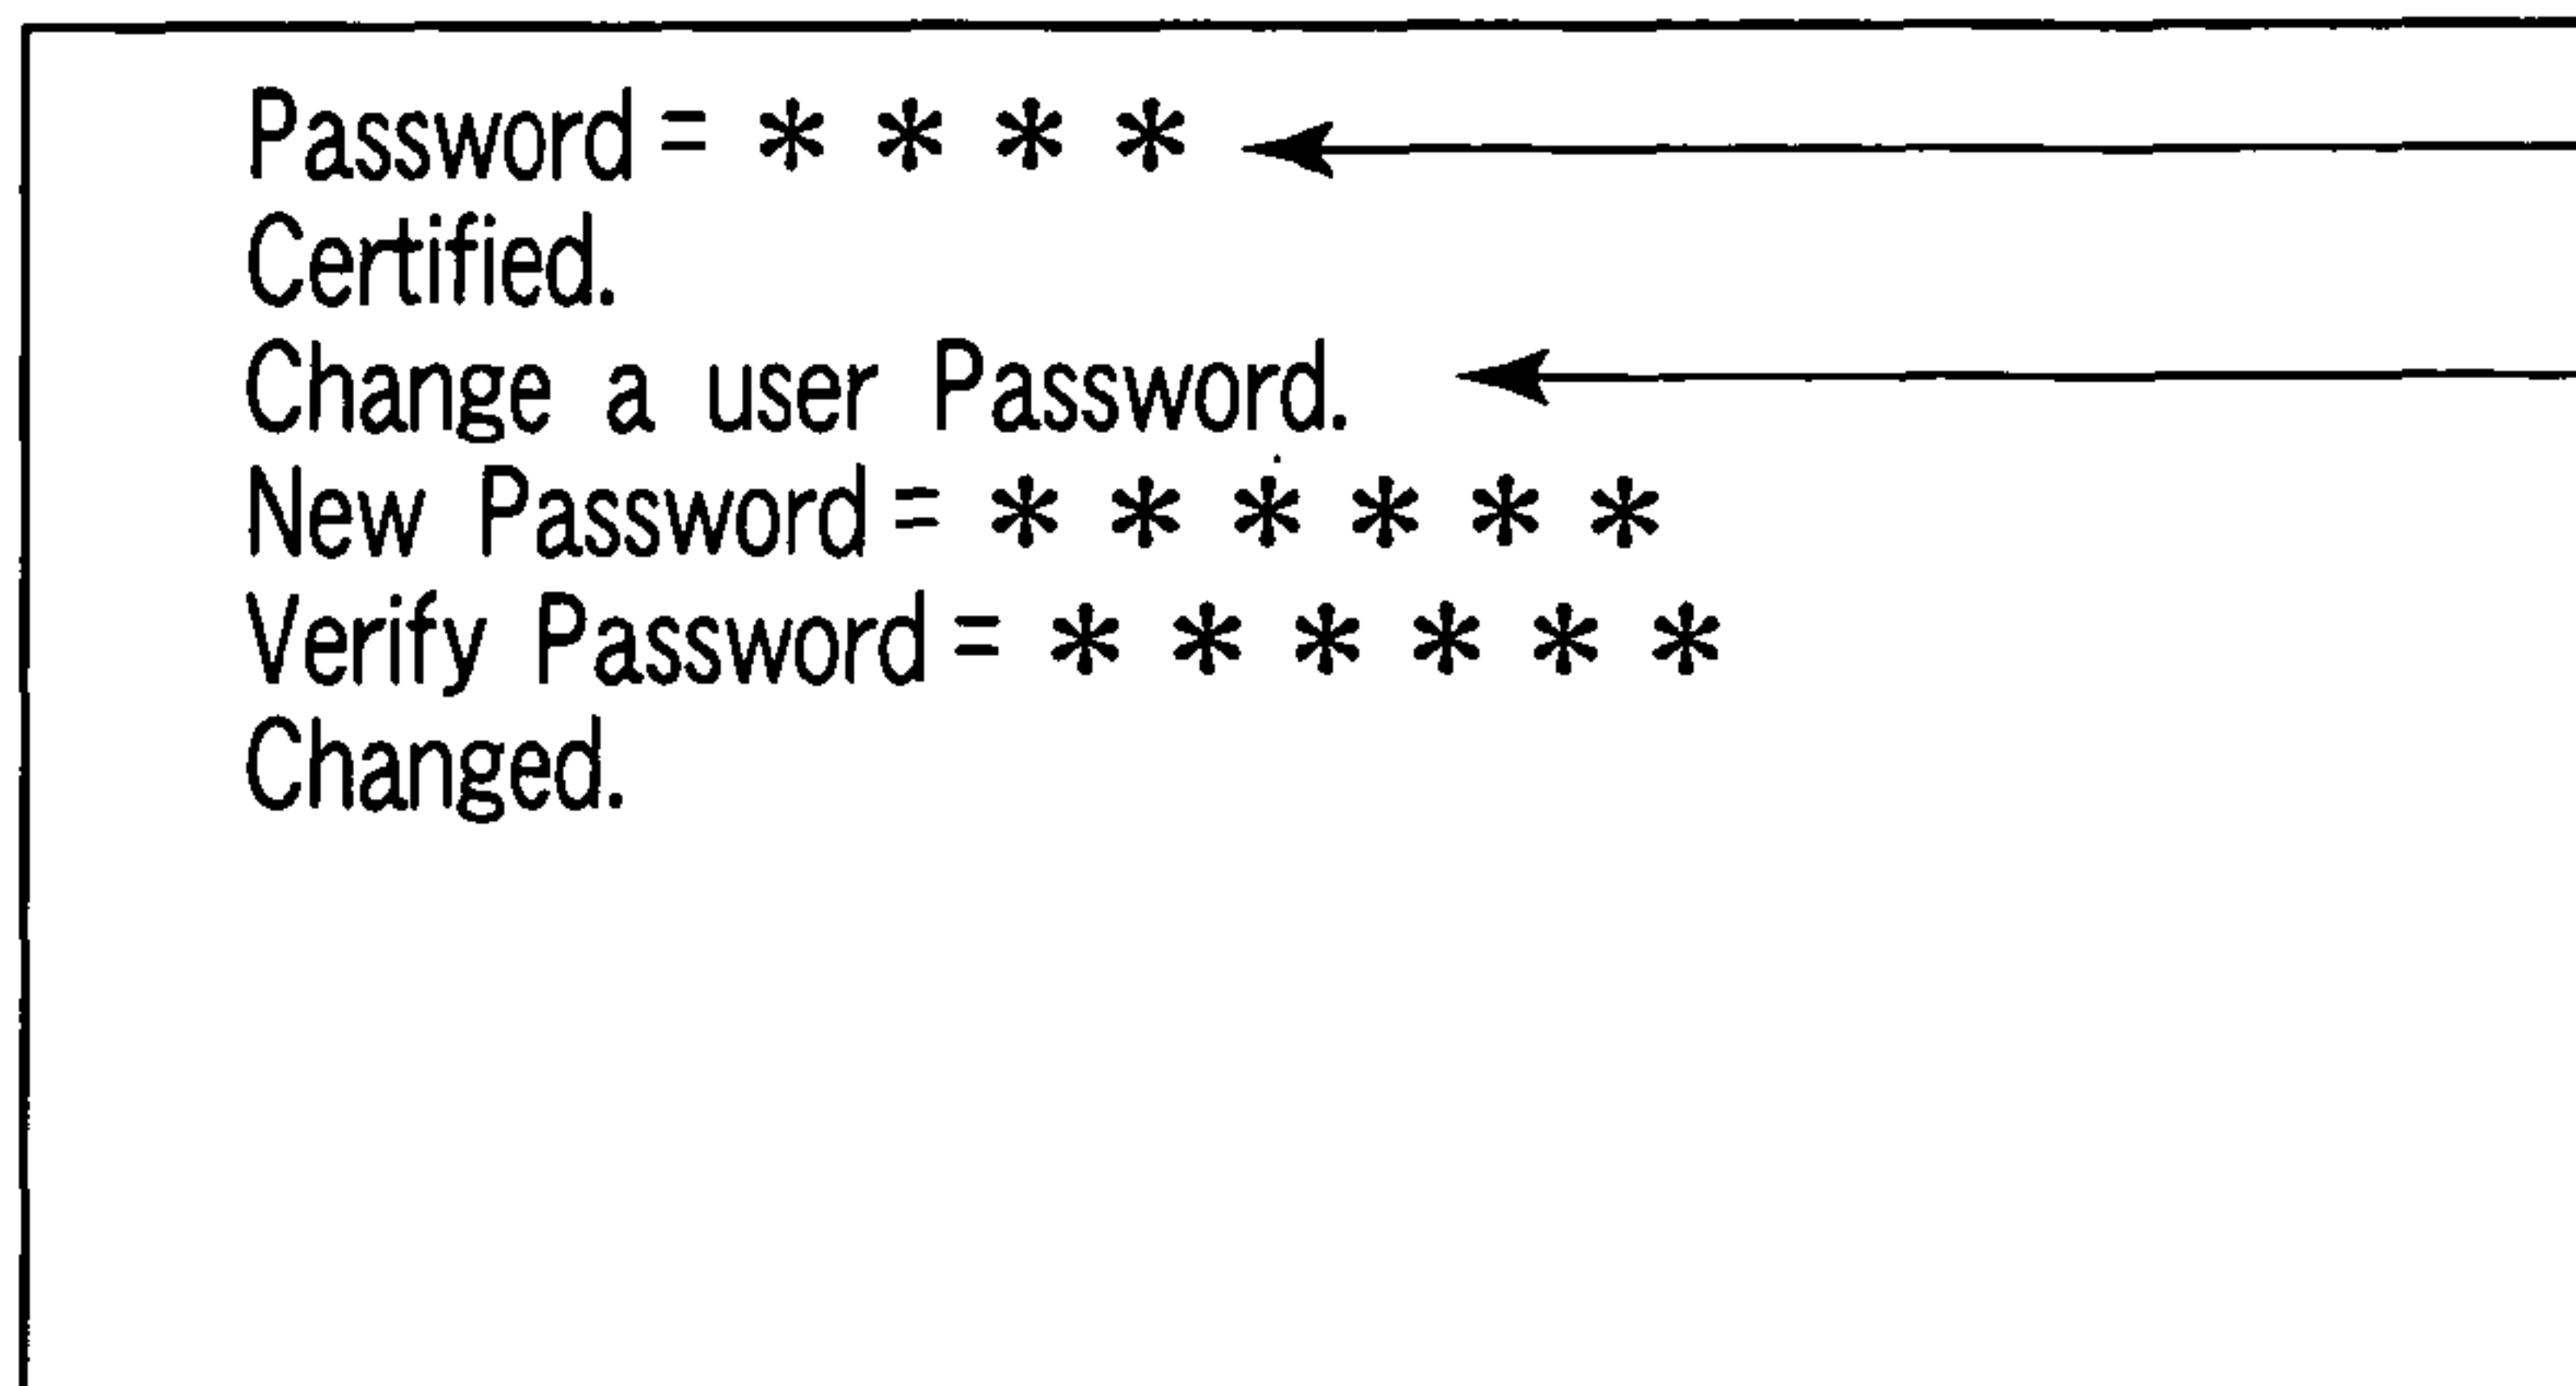 Password = * * * *
Certified.
Change a user Password.
New Password = * * * * * *
Verify Password = * * * * * *
Changed.